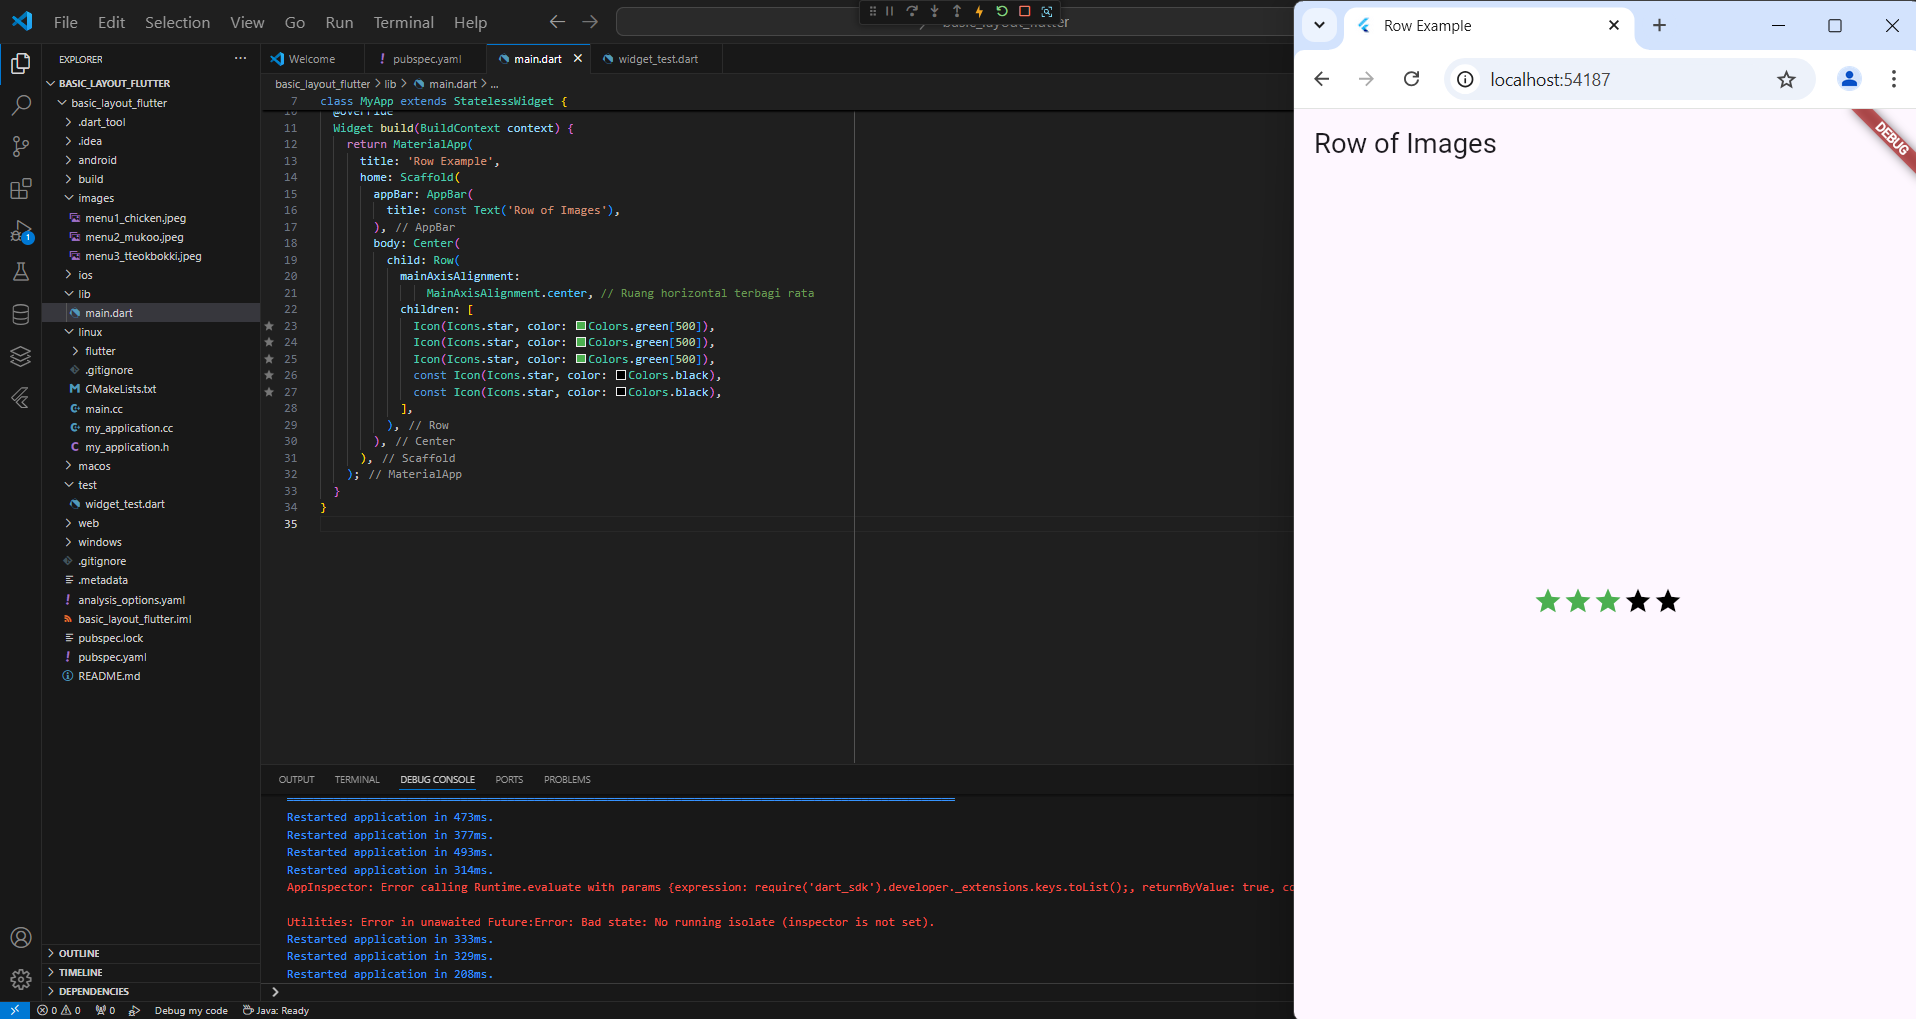 File Edit Selection View Go Run Terminal Help
EXPLORER
BASIC_LAYOUT_FLUTTER
basic_layout_flutter
.dart_tool
.idea
android
build
images
menu1_chicken.jpeg
menu2_mukoo.jpeg
menu3_tteokbokki.jpeg
ios
lib
main.dart
linux
flutter
.gitignore
CMakeLists.txt
main.cc
my_application.cc
my_application.h
macos
test
widget_test.dart
web
windows
.gitignore
.metadata
analysis_options.yaml
basic_layout_flutter.iml
pubspec.lock
pubspec.yaml
README.md
OUTLINE
TIMELINE
DEPENDENCIES
Welcome pubspec.yaml main.dart widget_test.dart
basic_layout_flutter > lib > main.dart > ...
7 class MyApp extends StatelessWidget {
10 @override
11 Widget build(BuildContext context) {
12 return MaterialApp(
13 title: 'Row Example',
14 home: Scaffold(
15 appBar: AppBar(
16 title: const Text('Row of Images'),
17 ), // AppBar
18 body: Center(
19 child: Row(
20 mainAxisAlignment:
21 MainAxisAlignment.center, // Ruang horizontal terbagi rata
22 children: [
23 Icon(Icons.star, color: Colors.green[500]),
24 Icon(Icons.star, color: Colors.green[500]),
25 Icon(Icons.star, color: Colors.green[500]),
26 const Icon(Icons.star, color: Colors.black),
27 const Icon(Icons.star, color: Colors.black),
28 ],
29 ), // Row
30 ), // Center
31 ), // Scaffold
32 ); // MaterialApp
33 }
34 }
35
OUTPUT TERMINAL DEBUG CONSOLE PORTS PROBLEMS
Restarted application in 473ms.
Restarted application in 377ms.
Restarted application in 493ms.
Restarted application in 314ms.
AppInspector: Error calling Runtime.evaluate with params {expression: require('dart_sdk').developer._extensions.keys.toList();, returnByValue: true, co
Utilities: Error in unawaited Future:Error: Bad state: No running isolate (inspector is not set).
Restarted application in 333ms.
Restarted application in 329ms.
Restarted application in 208ms.
0 0 0 Debug my code Java: Ready
Row Example
localhost:54187
Row of Images
DEBUG